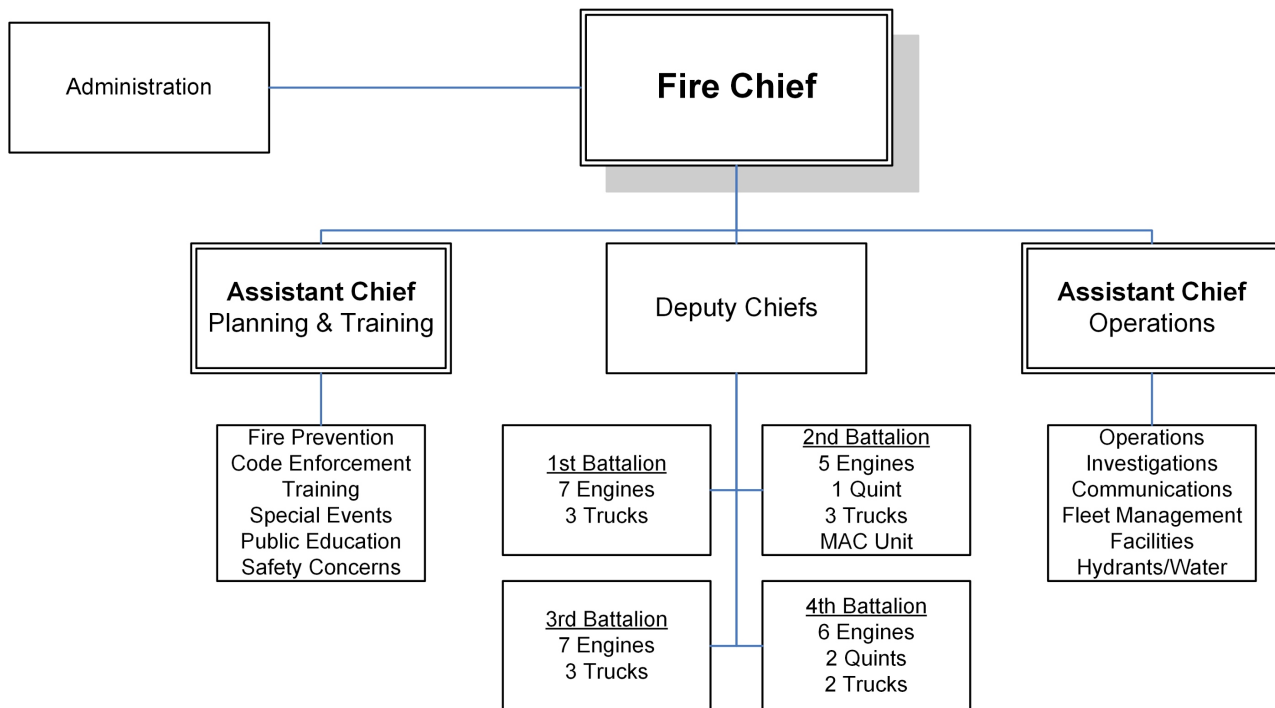 Administration
Fire Chief
Assistant Chief
Planning & Training
Deputy Chiefs
Assistant Chief
Operations
Fire Prevention
Code Enforcement
Training
Special Events
Public Education
Safety Concerns
1st Battalion
7 Engines
3 Trucks
2nd Battalion
5 Engines
1 Quint
3 Trucks
MAC Unit
Operations
Investigations
Communications
Fleet Management
Facilities
Hydrants/Water
3rd Battalion
7 Engines
3 Trucks
4th Battalion
6 Engines
2 Quints
2 Trucks